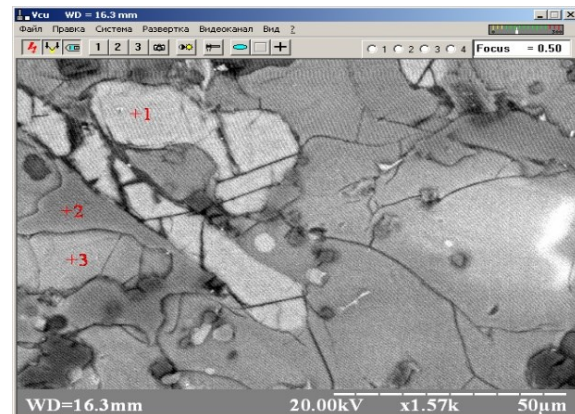 Vcu WD = 16.3 mm
Файл Правка Система Развертка Видеоканал Вид ?
1 2 3 1 2 3 4 Focus = 0.50
+1
+2
+3
WD=16.3mm 20.00kV x1.57k 50µm